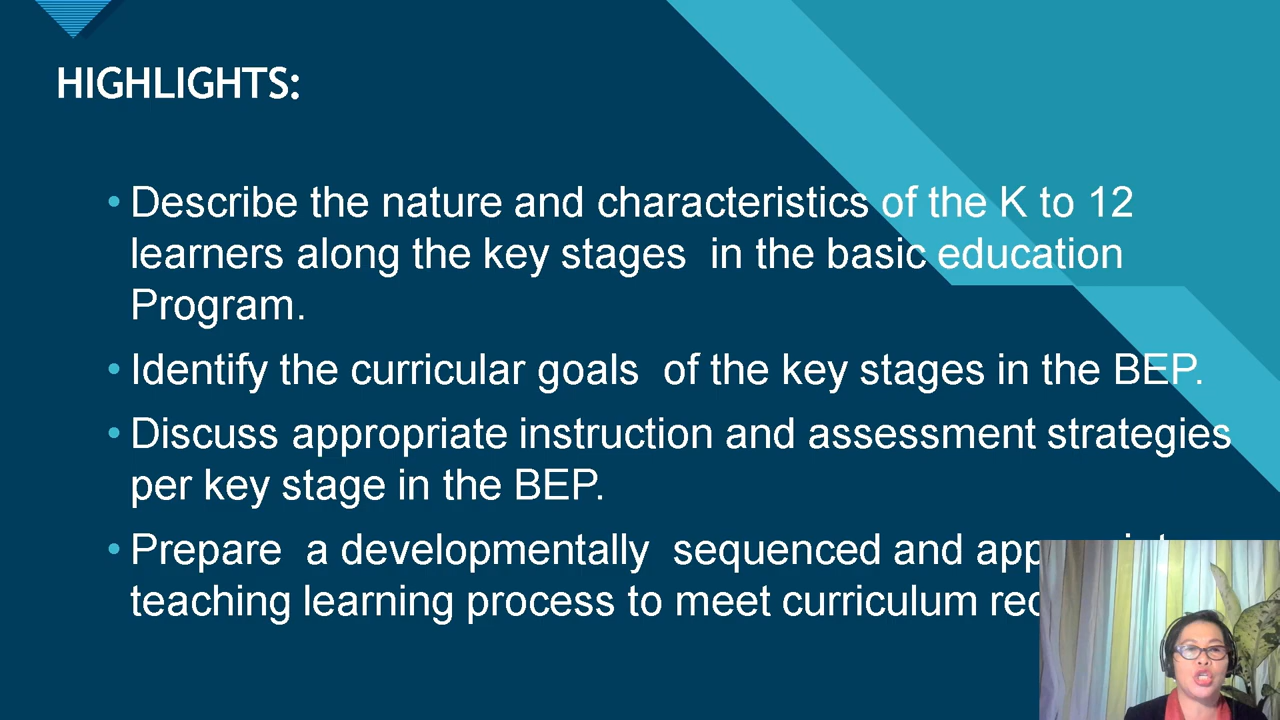 HIGHLIGHTS:
• Describe the nature and characteristics of the K to 12
learners along the key stages in the basic education
Program.
• Identify the curricular goals of the key stages in the BEP.
• Discuss appropriate instruction and assessment strategies
per key stage in the BEP.
• Prepare a developmentally sequenced and
teaching learning process to meet curriculum